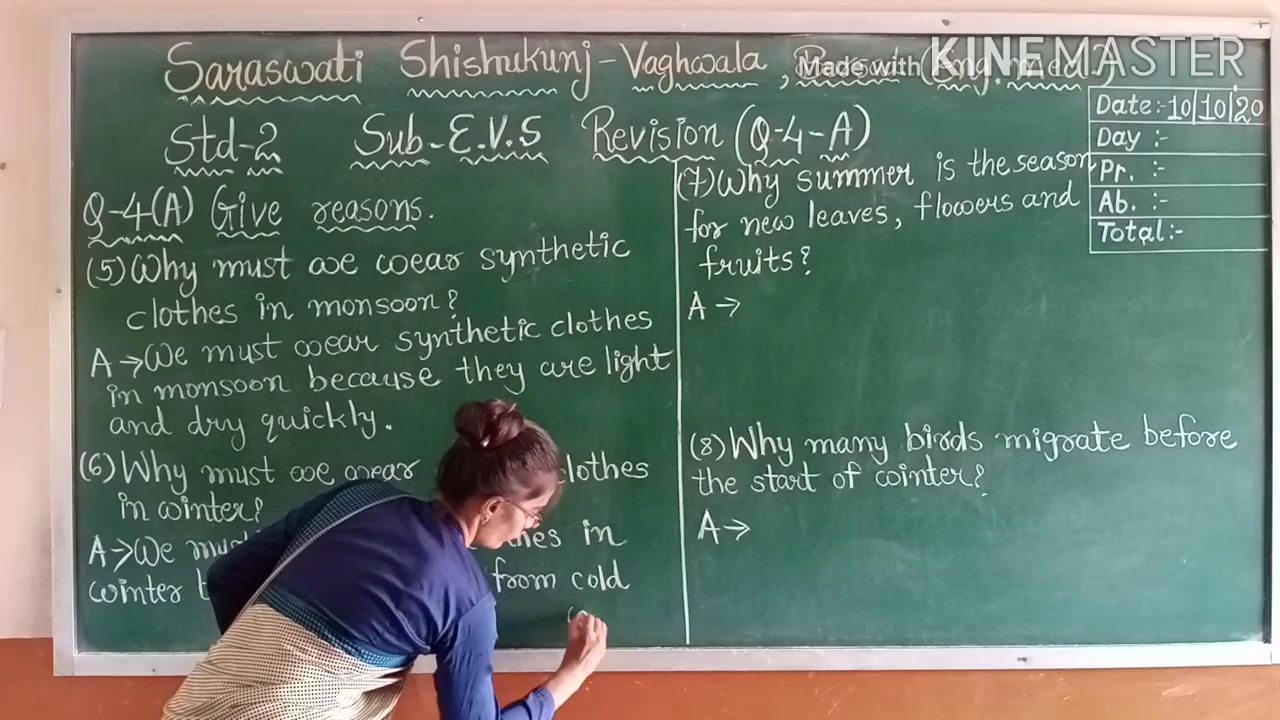 Saraswati Shishukunj-Vaghwala, (Eng. Med.)
Made with KINEMASTER
Std-2 Sub-E.V.S Revision (Q-4-A)
Date:-10/10/20
Day :-
Pr. :-
Ab. :-
Total:-
Q-4(A) Give reasons.
(5) Why must we wear synthetic
clothes in monsoon?
A→We must wear synthetic clothes
in monsoon because they are light
and dry quickly.
(6) Why must we wear clothes
in winter?
A→We must in
winter from cold
(7) Why summer is the season
for new leaves, flowers and
fruits?
A→
(8) Why many birds migrate before
the start of winter?
A→